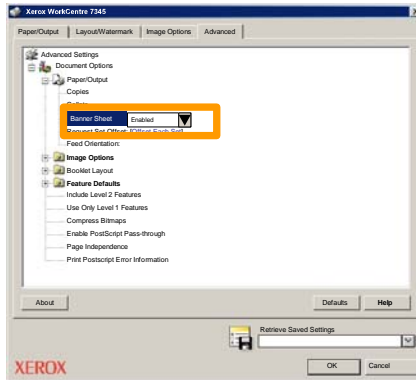 Xerox WorkCentre 7345
Paper/Output Layout/Watermark Image Options Advanced
Advanced Settings
Document Options
Paper/Output
Copies
Banner Sheet Enabled
Request Set Offset: [Offset Each Set]
Feed Orientation:
Image Options
Booklet Layout
Feature Defaults
Include Level 2 Features
Use Only Level 1 Features
Compress Bitmaps
Enable PostScript Pass-through
Page Independence
Print Postscript Error Information
About Defaults Help
Retrieve Saved Settings
XEROX OK Cancel